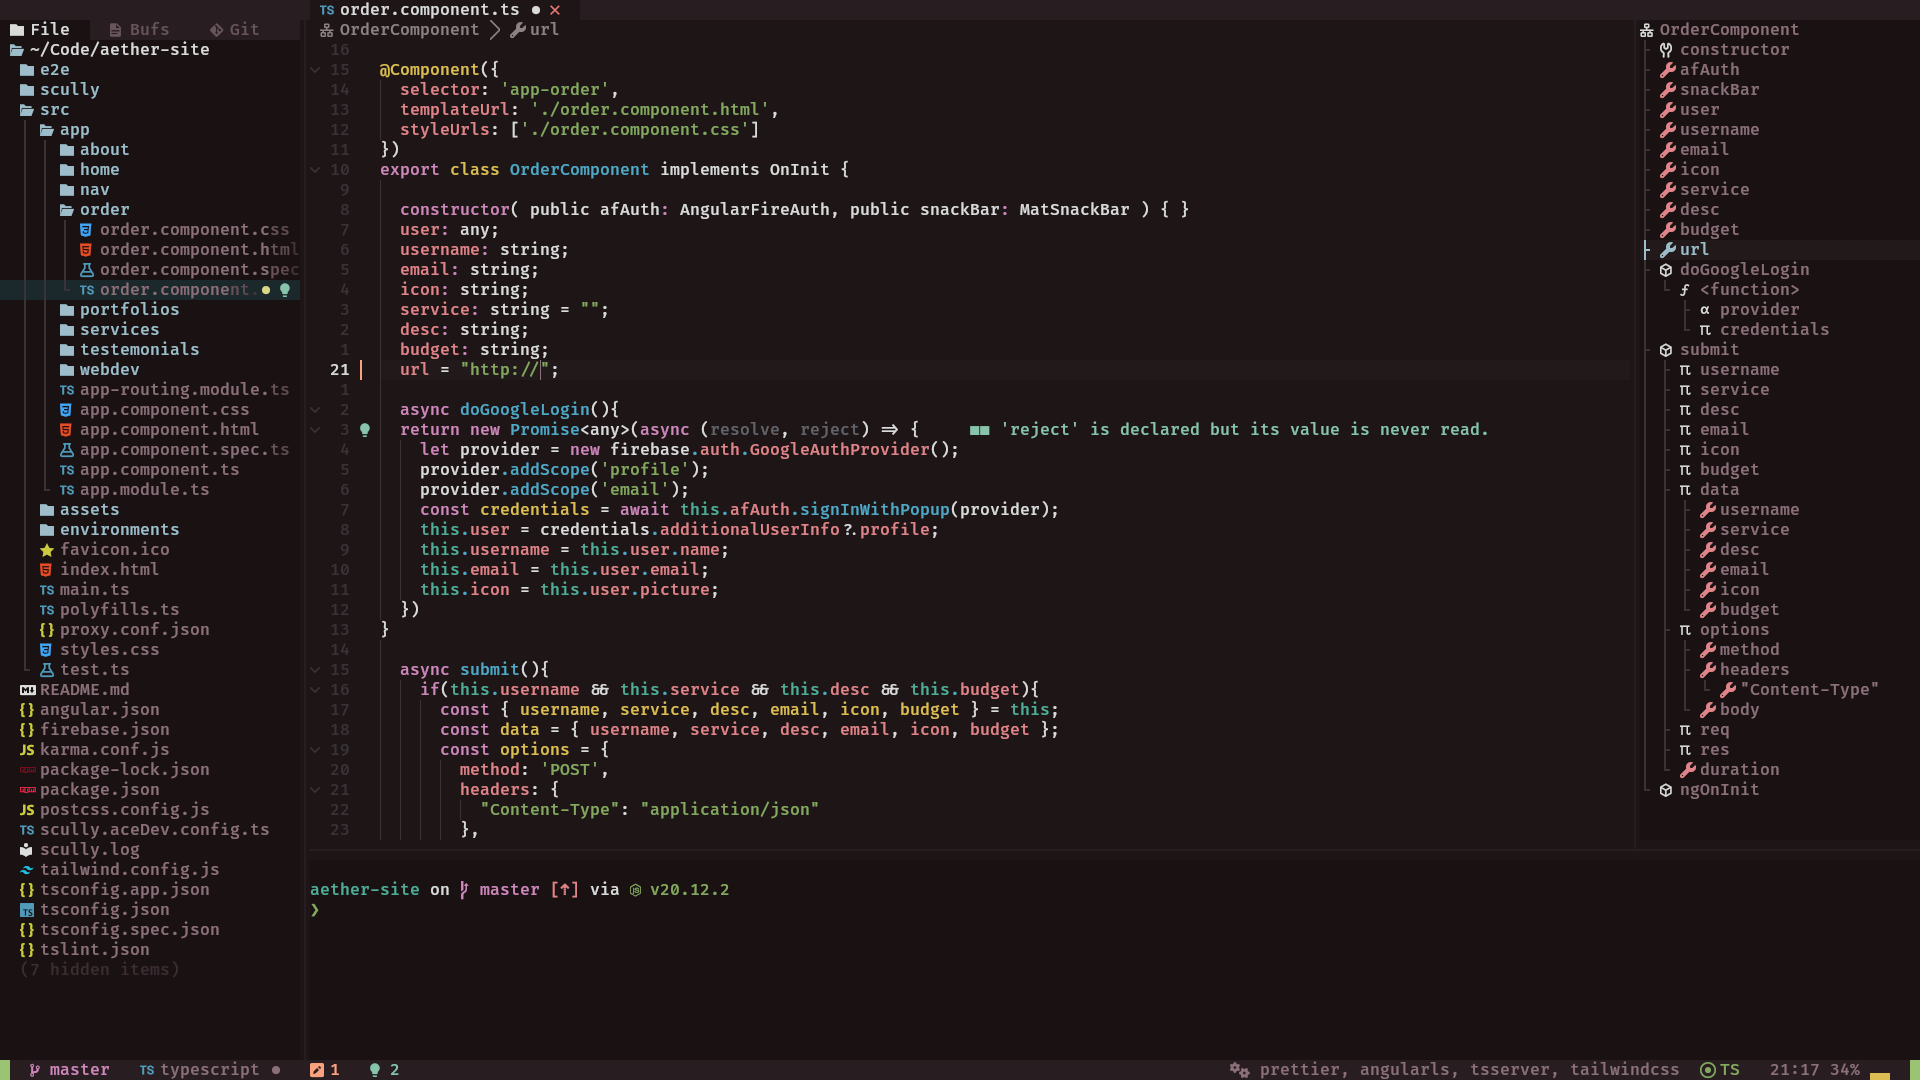 TS order.component.ts ● ✕
File Bufs Git
~/Code/aether-site
e2e
scully
src
app
about
home
nav
order
order.component.css
order.component.html
order.component.spec
TS order.component.
portfolios
services
testemonials
webdev
TS app-routing.module.ts
app.component.css
app.component.html
app.component.spec.ts
TS app.component.ts
TS app.module.ts
assets
environments
favicon.ico
index.html
TS main.ts
TS polyfills.ts
{} proxy.conf.json
styles.css
test.ts
README.md
{} angular.json
{} firebase.json
JS karma.conf.js
package-lock.json
package.json
JS postcss.config.js
TS scully.aceDev.config.ts
scully.log
tailwind.config.js
{} tsconfig.app.json
TS tsconfig.json
{} tsconfig.spec.json
{} tslint.json
(7 hidden items)
OrderComponent > url
16
15 @Component({
14 selector: 'app-order',
13 templateUrl: './order.component.html',
12 styleUrls: ['./order.component.css']
11 })
10 export class OrderComponent implements OnInit {
9
8 constructor( public afAuth: AngularFireAuth, public snackBar: MatSnackBar ) { }
7 user: any;
6 username: string;
5 email: string;
4 icon: string;
3 service: string = "";
2 desc: string;
1 budget: string;
21 url = "http://";
1
2 async doGoogleLogin(){
3 return new Promise<any>(async (resolve, reject) => { ■■ 'reject' is declared but its value is never read.
4 let provider = new firebase.auth.GoogleAuthProvider();
5 provider.addScope('profile');
6 provider.addScope('email');
7 const credentials = await this.afAuth.signInWithPopup(provider);
8 this.user = credentials.additionalUserInfo?.profile;
9 this.username = this.user.name;
10 this.email = this.user.email;
11 this.icon = this.user.picture;
12 })
13 }
14
15 async submit(){
16 if(this.username && this.service && this.desc && this.budget){
17 const { username, service, desc, email, icon, budget } = this;
18 const data = { username, service, desc, email, icon, budget };
19 const options = {
20 method: 'POST',
21 headers: {
22 "Content-Type": "application/json"
23 },
OrderComponent
constructor
afAuth
snackBar
user
username
email
icon
service
desc
budget
url
doGoogleLogin
ƒ <function>
α provider
π credentials
submit
π username
π service
π desc
π email
π icon
π budget
π data
username
service
desc
email
icon
budget
π options
method
headers
"Content-Type"
body
π req
π res
duration
ngOnInit
aether-site on master [↑] via v20.12.2
❯
master TS typescript ● 1 2 prettier, angularls, tsserver, tailwindcss TS 21:17 34%